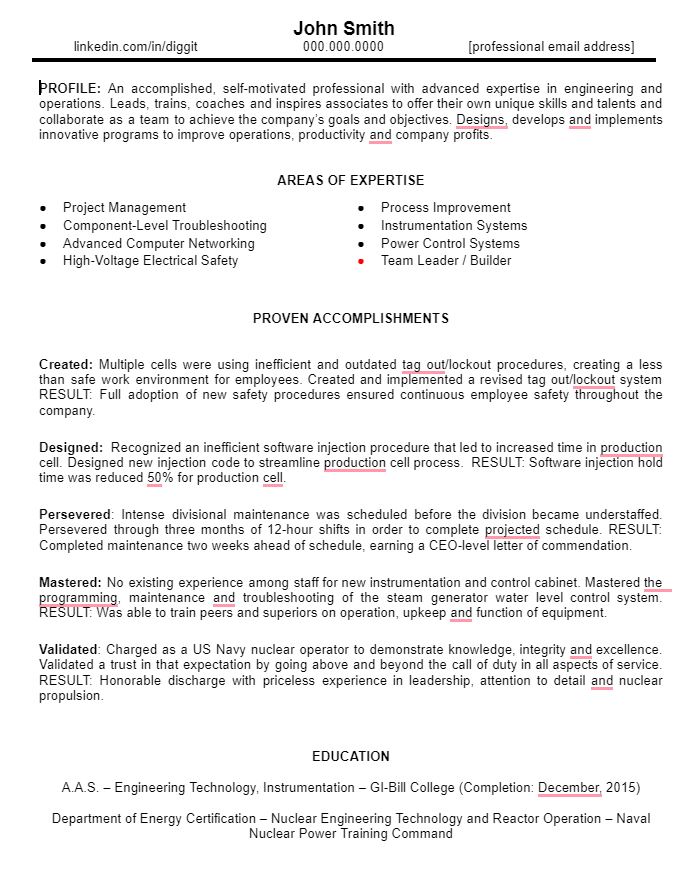 John Smith
linkedin.com/in/diggit 000.000.0000 [professional email address]
PROFILE: An accomplished, self-motivated professional with advanced expertise in engineering and
operations. Leads, trains, coaches and inspires associates to offer their own unique skills and talents and
collaborate as a team to achieve the company's goals and objectives. Designs, develops and implements
innovative programs to improve operations, productivity and company profits.
AREAS OF EXPERTISE
• Project Management • Process Improvement
• Component-Level Troubleshooting • Instrumentation Systems
• Advanced Computer Networking • Power Control Systems
• High-Voltage Electrical Safety • Team Leader / Builder
PROVEN ACCOMPLISHMENTS
Created: Multiple cells were using inefficient and outdated tag out/lockout procedures, creating a less
than safe work environment for employees. Created and implemented a revised tag out/lockout system
RESULT: Full adoption of new safety procedures ensured continuous employee safety throughout the
company.
Designed: Recognized an inefficient software injection procedure that led to increased time in production
cell. Designed new injection code to streamline production cell process. RESULT: Software injection hold
time was reduced 50% for production cell.
Persevered: Intense divisional maintenance was scheduled before the division became understaffed.
Persevered through three months of 12-hour shifts in order to complete projected schedule. RESULT:
Completed maintenance two weeks ahead of schedule, earning a CEO-level letter of commendation.
Mastered: No existing experience among staff for new instrumentation and control cabinet. Mastered the
programming, maintenance and troubleshooting of the steam generator water level control system.
RESULT: Was able to train peers and superiors on operation, upkeep and function of equipment.
Validated: Charged as a US Navy nuclear operator to demonstrate knowledge, integrity and excellence.
Validated a trust in that expectation by going above and beyond the call of duty in all aspects of service.
RESULT: Honorable discharge with priceless experience in leadership, attention to detail and nuclear
propulsion.
EDUCATION
A.A.S. – Engineering Technology, Instrumentation – GI-Bill College (Completion: December, 2015)
Department of Energy Certification – Nuclear Engineering Technology and Reactor Operation – Naval
Nuclear Power Training Command